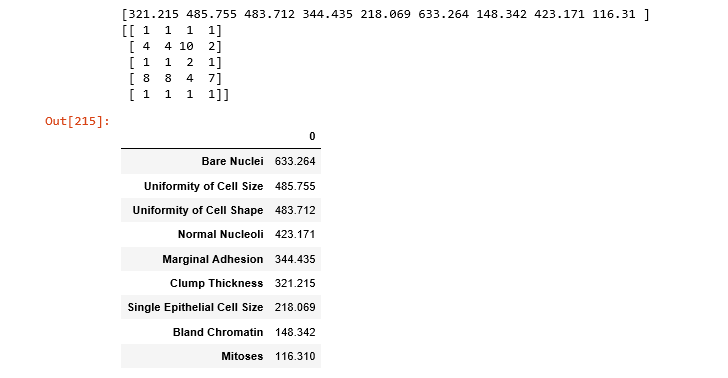 [321.215 485.755 483.712 344.435 218.069 633.264 148.342 423.171 116.31 ]
[[ 1  1  1  1]
 [ 4  4 10  2]
 [ 1  1  2  1]
 [ 8  8  4  7]
 [ 1  1  1  1]]
Out[215]:
0
Bare Nuclei 633.264
Uniformity of Cell Size 485.755
Uniformity of Cell Shape 483.712
Normal Nucleoli 423.171
Marginal Adhesion 344.435
Clump Thickness 321.215
Single Epithelial Cell Size 218.069
Bland Chromatin 148.342
Mitoses 116.310